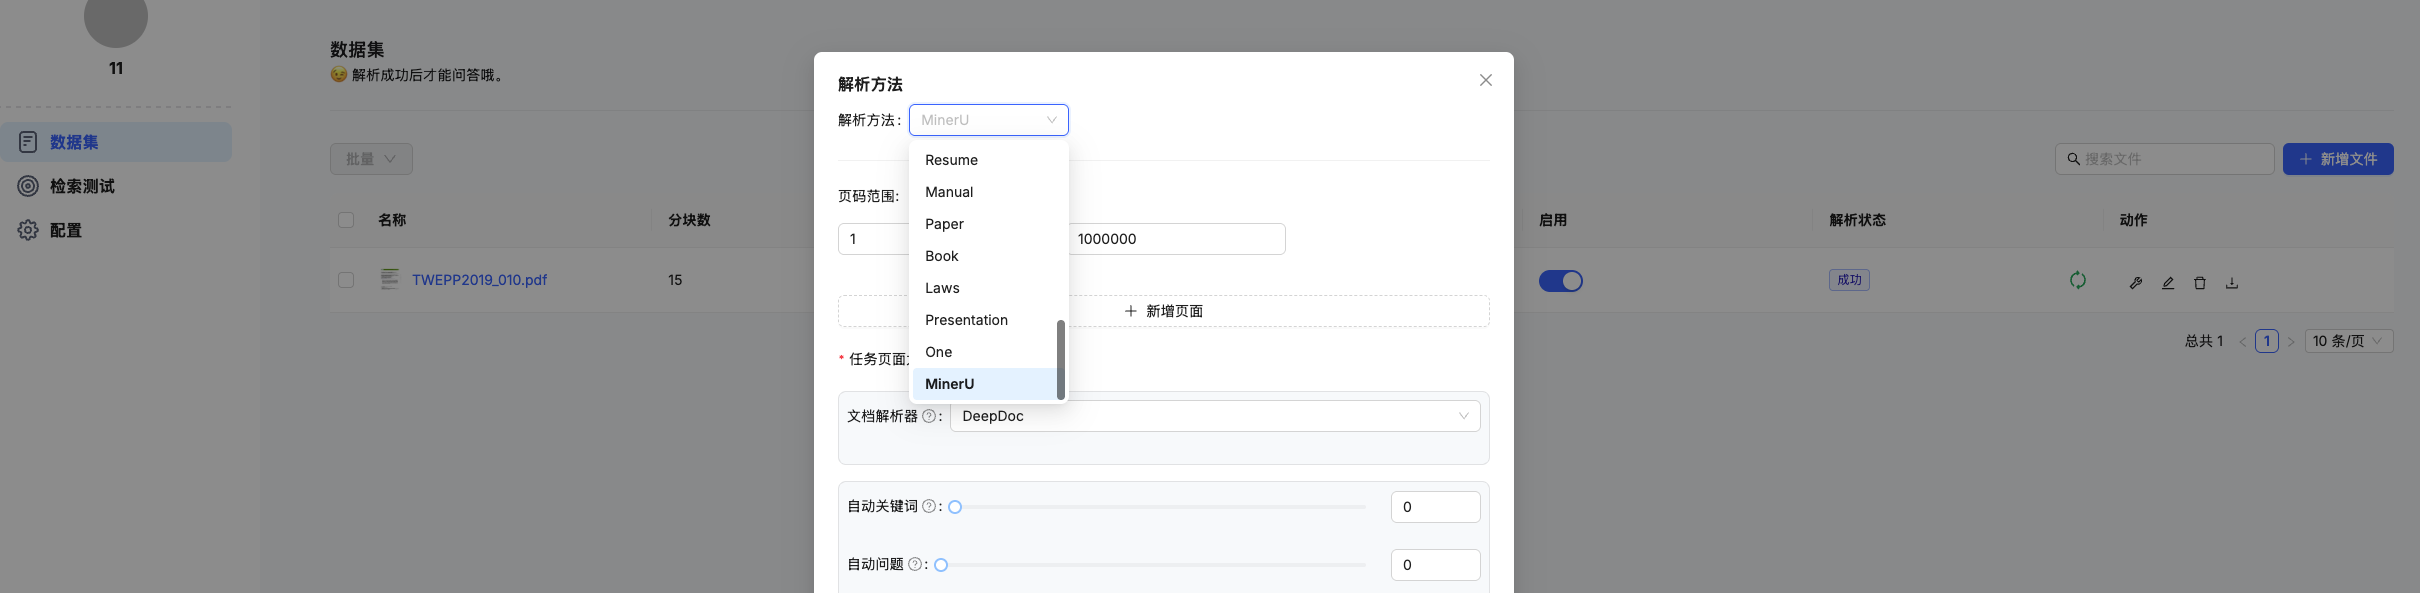 11
数据集
检索测试
配置
数据集
😉 解析成功后才能问答哦。
批量
搜索文件
新增文件
名称
分块数
启用
解析状态
动作
TWEPP2019_010.pdf
15
成功
总共 1
1
10 条/页
解析方法
解析方法：
MinerU
Resume
Manual
Paper
Book
Laws
Presentation
One
MinerU
页码范围:
1
1000000
新增页面
* 任务页面
文档解析器 ? :
DeepDoc
自动关键词 ? :
0
自动问题 ? :
0